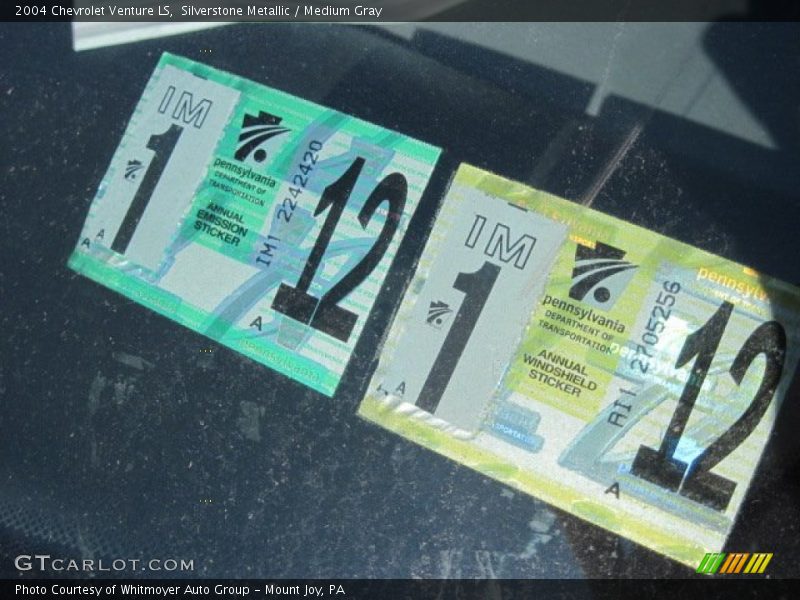 2004 Chevrolet Venture LS, Silverstone Metallic / Medium Gray
IM
1
A
A
pennsylvania
DEPARTMENT OF
TRANSPORTATION
ANNUAL
EMISSION
STICKER
IM1 2242420
12
A
pennsylvania
IM
1
A
pennsylvania
DEPARTMENT OF
TRANSPORTATION
ANNUAL
WINDSHIELD
STICKER
AI1 2705256
12
A
GTCARLOT.COM
Photo Courtesy of Whitmoyer Auto Group - Mount Joy, PA